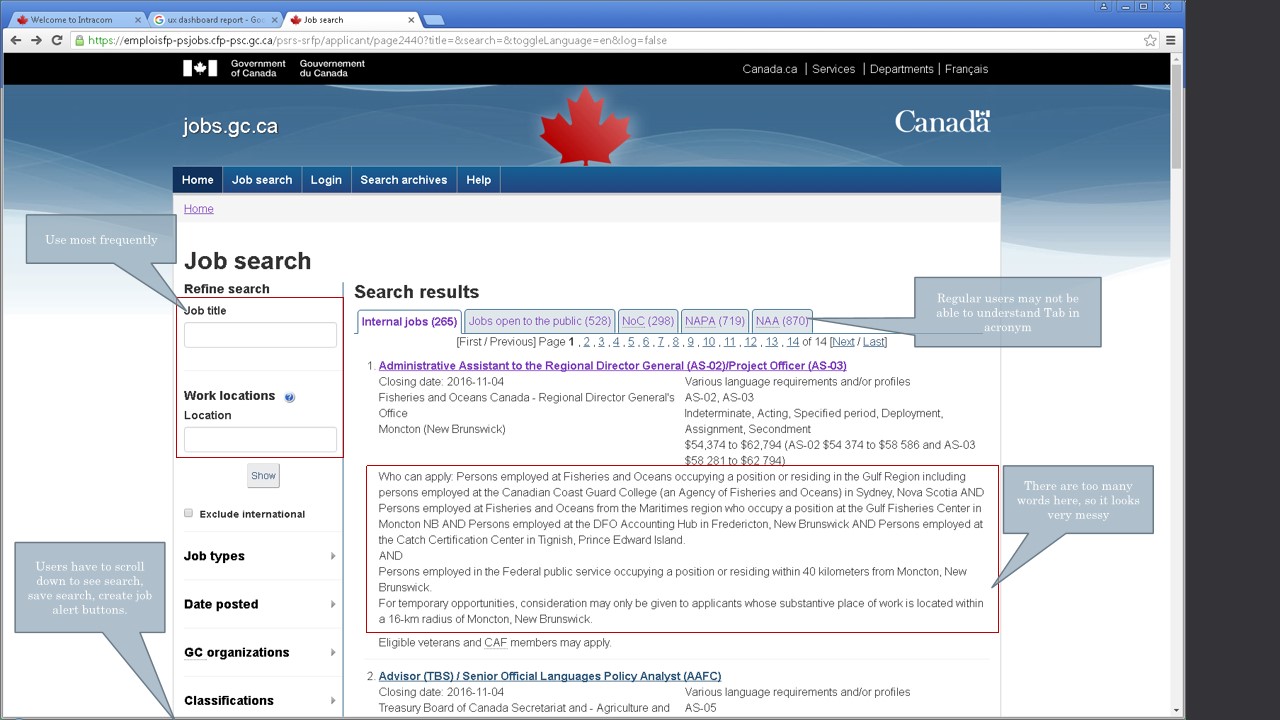 Welcome to Intracom
ux dashboard report - Goo
Job search
https://emploisfp-psjobs.cfp-psc.gc.ca/psrs-srfp/applicant/page2440?title=&search=&toggleLanguage=en&log=false
Government of Canada
Gouvernement du Canada
Canada.ca | Services | Departments | Français
jobs.gc.ca
Canada
Home
Job search
Login
Search archives
Help
Home
Use most frequently
Job search
Refine search
Job title
Work locations
Location
Show
Exclude international
Job types
Date posted
GC organizations
Classifications
Users have to scroll
down to see search,
save search, create job
alert buttons.
Search results
Internal jobs (265)
Jobs open to the public (528)
NoC (298)
NAPA (719)
NAA (870)
Regular users may not be
able to understand Tab in
acronym
[First / Previous] Page 1 , 2 , 3 , 4 , 5 , 6 , 7 , 8 , 9 , 10 , 11 , 12 , 13 , 14 of 14 [Next / Last]
1. Administrative Assistant to the Regional Director General (AS-02)/Project Officer (AS-03)
Closing date: 2016-11-04
Fisheries and Oceans Canada - Regional Director General's
Office
Moncton (New Brunswick)
Various language requirements and/or profiles
AS-02, AS-03
Indeterminate, Acting, Specified period, Deployment,
Assignment, Secondment
$54,374 to $62,794 (AS-02 $54 374 to $58 586 and AS-03
$58 281 to $62 794)
Who can apply: Persons employed at Fisheries and Oceans occupying a position or residing in the Gulf Region including
persons employed at the Canadian Coast Guard College (an Agency of Fisheries and Oceans) in Sydney, Nova Scotia AND
Persons employed at Fisheries and Oceans from the Maritimes region who occupy a position at the Gulf Fisheries Center in
Moncton NB AND Persons employed at the DFO Accounting Hub in Fredericton, New Brunswick AND Persons employed at
the Catch Certification Center in Tignish, Prince Edward Island.
AND
Persons employed in the Federal public service occupying a position or residing within 40 kilometers from Moncton, New
Brunswick.
For temporary opportunities, consideration may only be given to applicants whose substantive place of work is located within
a 16-km radius of Moncton, New Brunswick.
There are too many
words here, so it looks
very messy
Eligible veterans and CAF members may apply.
2. Advisor (TBS) / Senior Official Languages Policy Analyst (AAFC)
Closing date: 2016-11-04
Treasury Board of Canada Secretariat and - Agriculture and
Various language requirements and/or profiles
AS-05